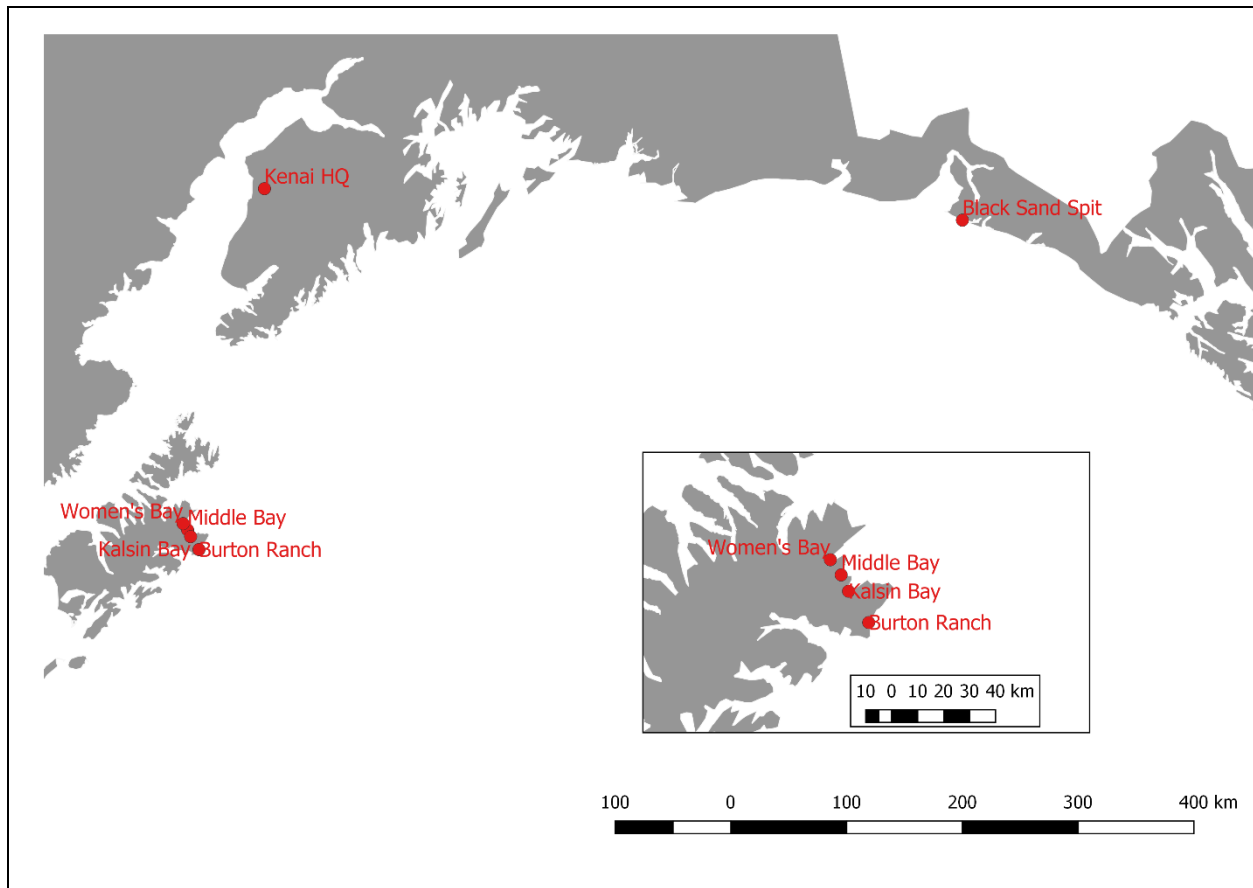 Kenai HQ
Black Sand Spit
Women's Bay
Middle Bay
Kalsin Bay
Burton Ranch
Women's Bay
Middle Bay
Kalsin Bay
Burton Ranch
10 0 10 20 30 40 km
100 0 100 200 300 400 km